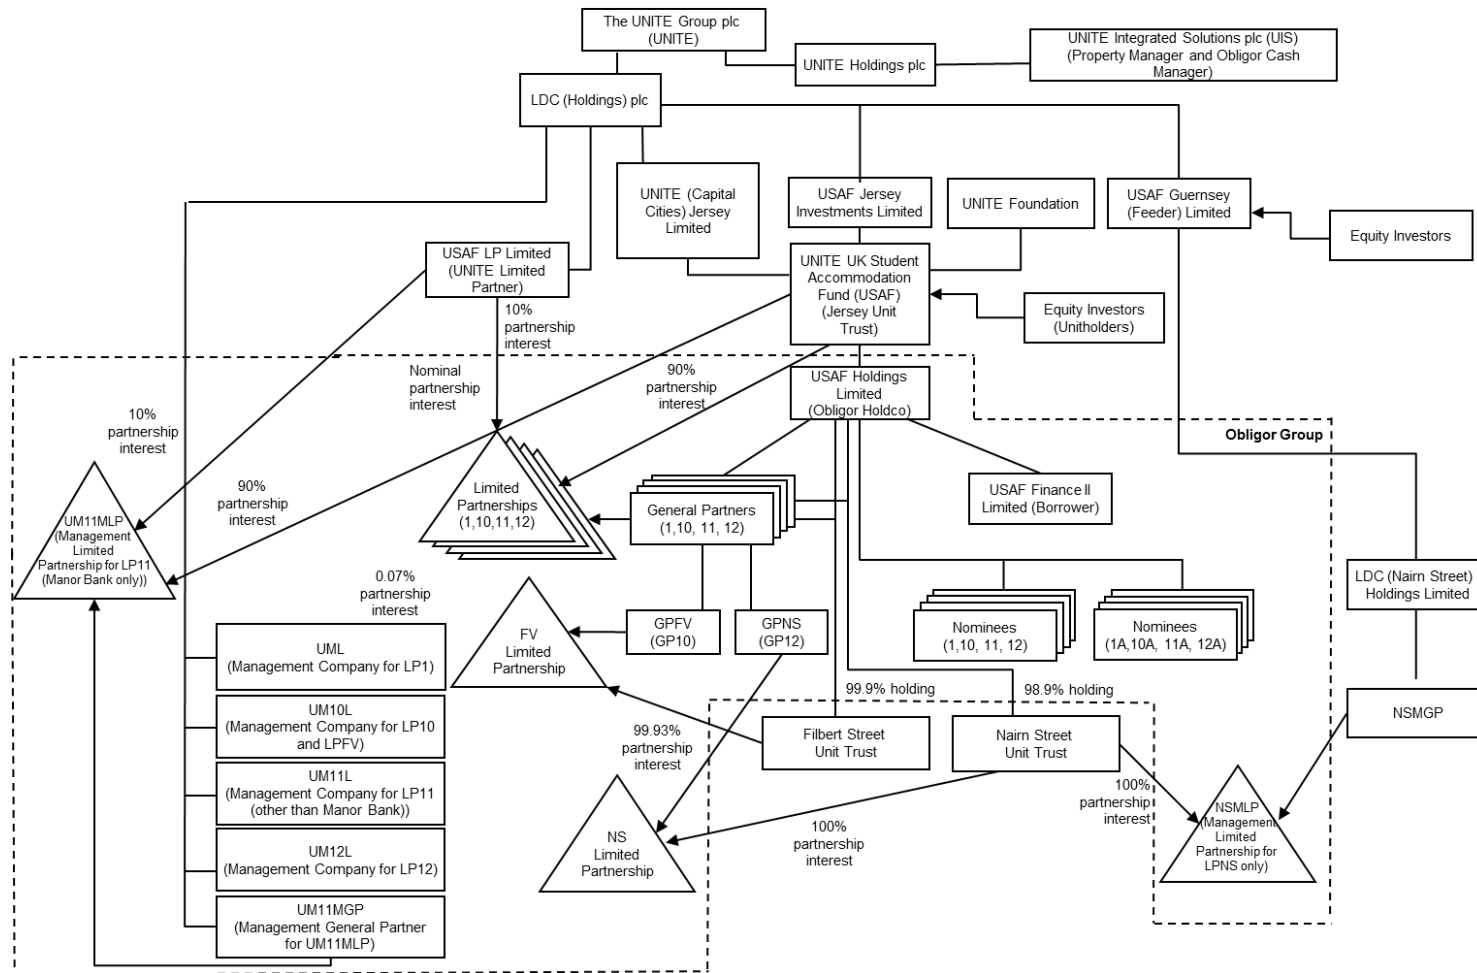 The UNITE Group plc
(UNITE)
UNITE Holdings plc
UNITE Integrated Solutions plc (UIS)
(Property Manager and Obligor Cash
Manager)
LDC (Holdings) plc
UNITE (Capital
Cities) Jersey
Limited
USAF Jersey
Investments Limited
UNITE Foundation
USAF Guernsey
(Feeder) Limited
Equity Investors
USAF LP Limited
(UNITE Limited
Partner)
UNITE UK Student
Accommodation
Fund (USAF)
(Jersey Unit
Trust)
Equity Investors
(Unitholders)
10%
partnership
interest
Nominal
partnership
interest
90%
partnership
interest
USAF Holdings
Limited
(Obligor Holdco)
10%
partnership
interest
Obligor Group
90%
partnership
interest
UM11MLP
(Management
Limited
Partnership for LP11
(Manor Bank only))
Limited
Partnerships
(1,10,11,12)
General Partners
(1,10, 11, 12)
USAF Finance II
Limited (Borrower)
0.07%
partnership
interest
LDC (Nairn Street)
Holdings Limited
FV
Limited
Partnership
GPFV
(GP10)
GPNS
(GP12)
Nominees
(1,10, 11, 12)
Nominees
(1A,10A, 11A, 12A)
UML
(Management Company for LP1)
99.9% holding
98.9% holding
UM10L
(Management Company for LP10
and LPFV)
99.93%
partnership
interest
Filbert Street
Unit Trust
Nairn Street
Unit Trust
NSMGP
UM11L
(Management Company for LP11
(other than Manor Bank))
100%
partnership
interest
NSMLP
(Management
Limited
Partnership for
LPNS only)
UM12L
(Management Company for LP12)
NS
Limited
Partnership
100%
partnership
interest
UM11MGP
(Management General Partner
for UM11MLP)